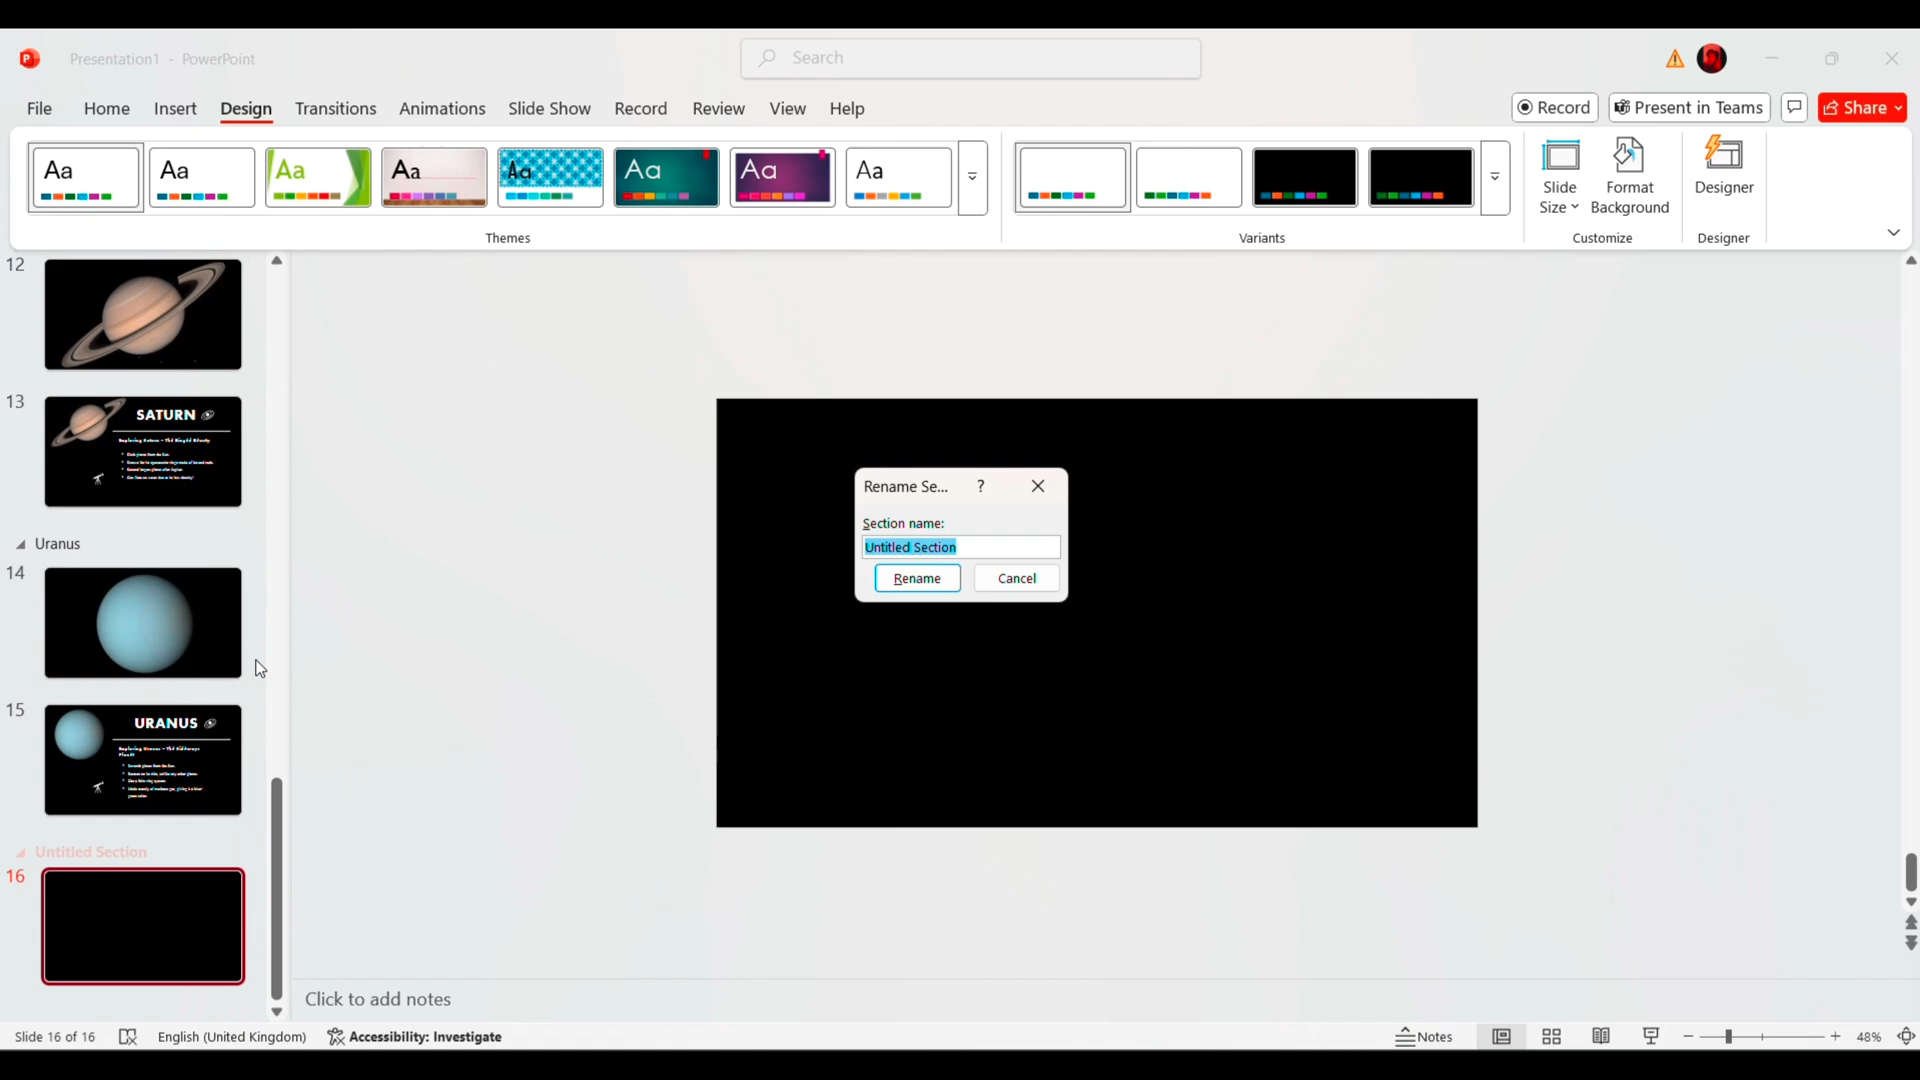 Presentation1 - PowerPoint
Search
File Home Insert Design Transitions Animations Slide Show Record Review View Help
Record Present in Teams Share
Aa Aa Aa Aa Aa Aa Aa Aa
Slide Size
Format Background
Designer
Themes Variants Customize Designer
12
13
SATURN
Uranus
14
15
URANUS
Untitled Section
16
Rename Se... ?
Section name:
Untitled Section
Rename Cancel
Click to add notes
Slide 16 of 16 English (United Kingdom) Accessibility: Investigate Notes 48%